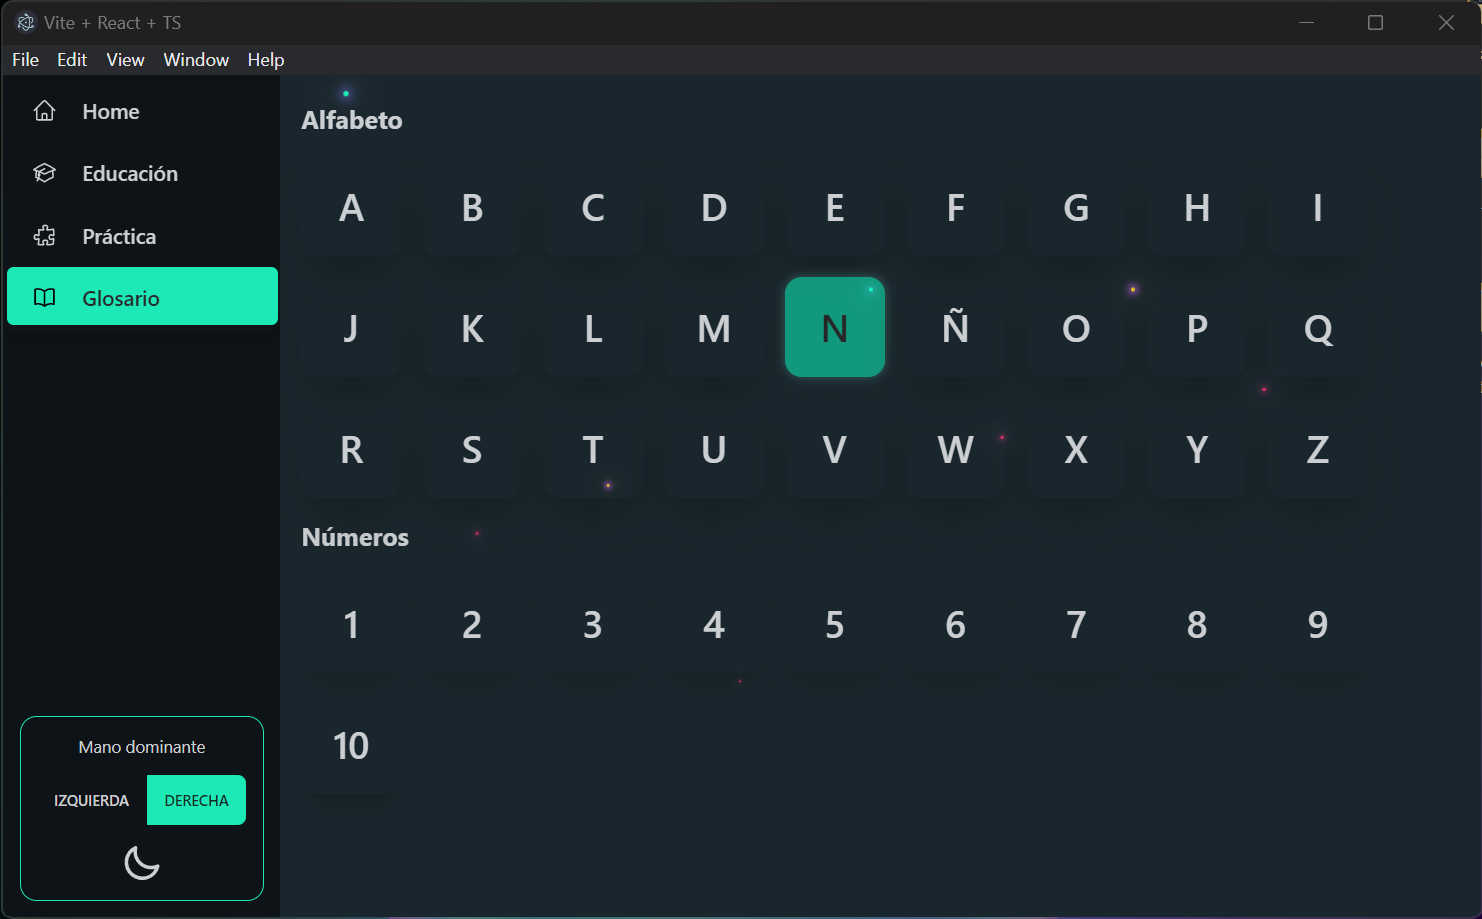 Vite + React + TS
File Edit View Window Help
Home
Educación
Práctica
Glosario
Mano dominante
IZQUIERDA DERECHA
Alfabeto
A B C D E F G H I
J K L M N Ñ O P Q
R S T U V W X Y Z
Números
1 2 3 4 5 6 7 8 9
10